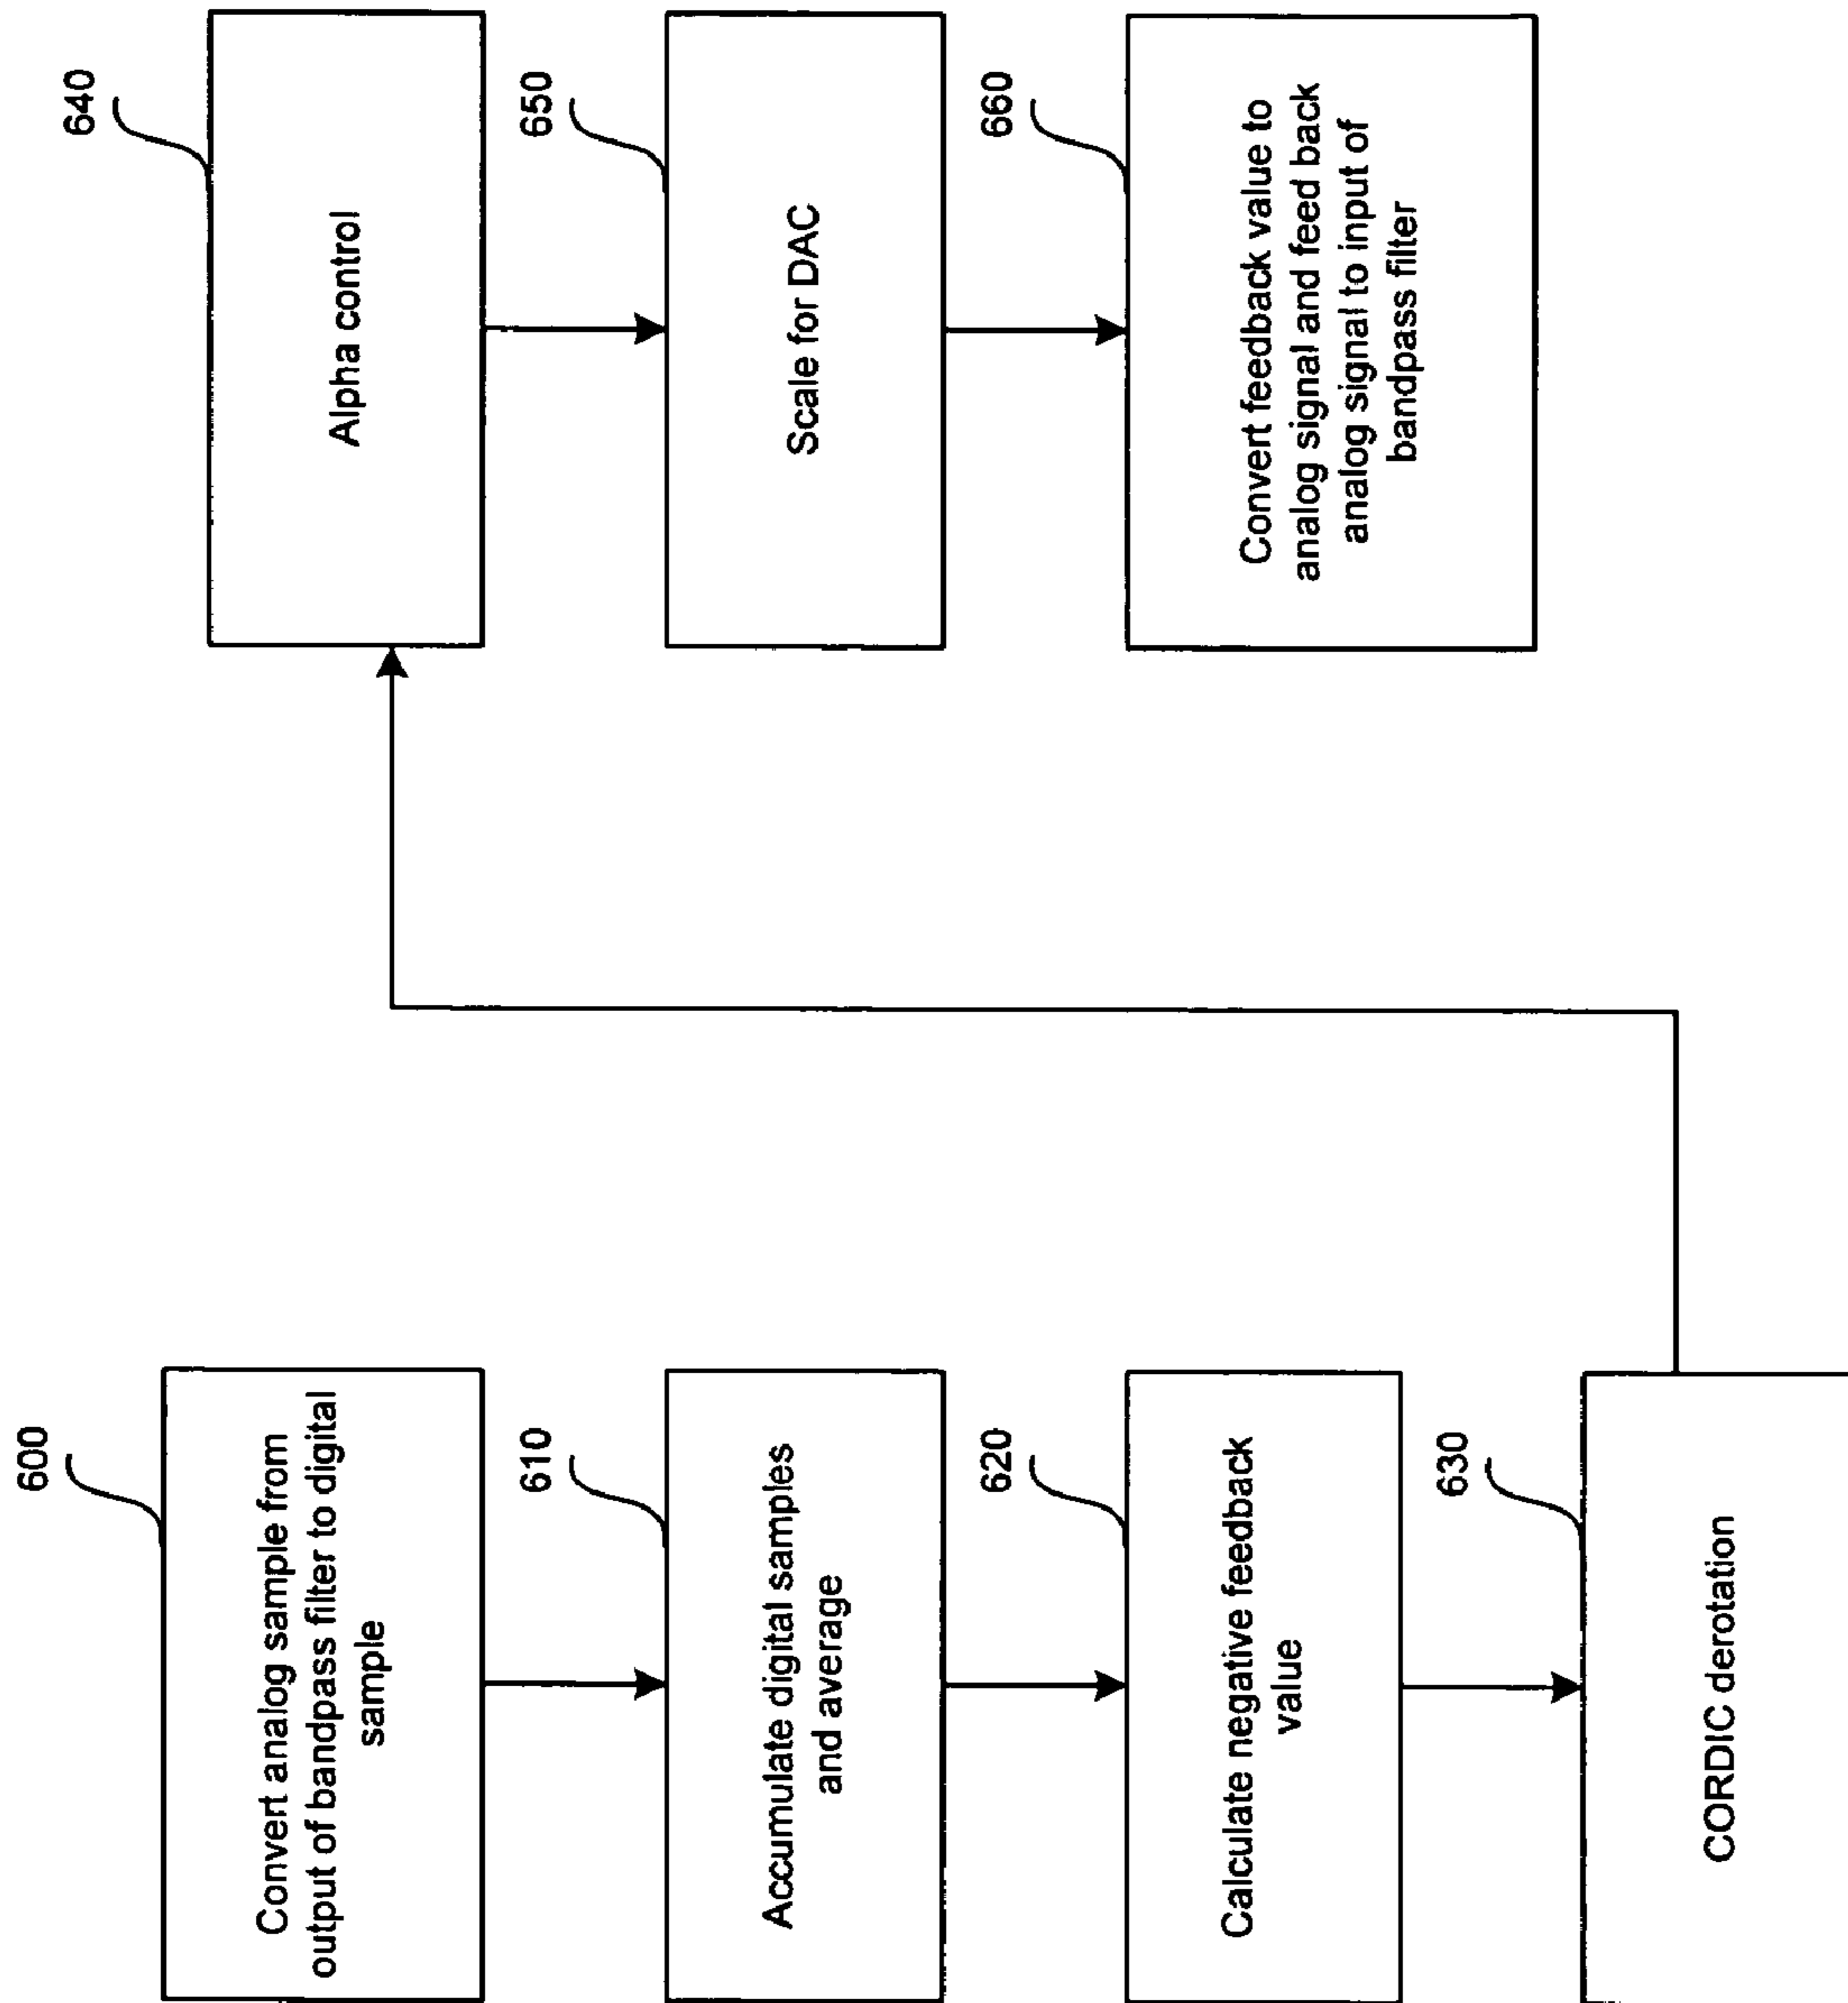 600
Convert analog sample from
output of bandpass filter to digital
sample
610
Accumulate digital samples
and average
620
Calculate negative feedback
value
630
CORDIC derotation
640
Alpha control
650
Scale for DAC
660
Convert feedback value to
analog signal and feed back
analog signal to input of
bandpass filter